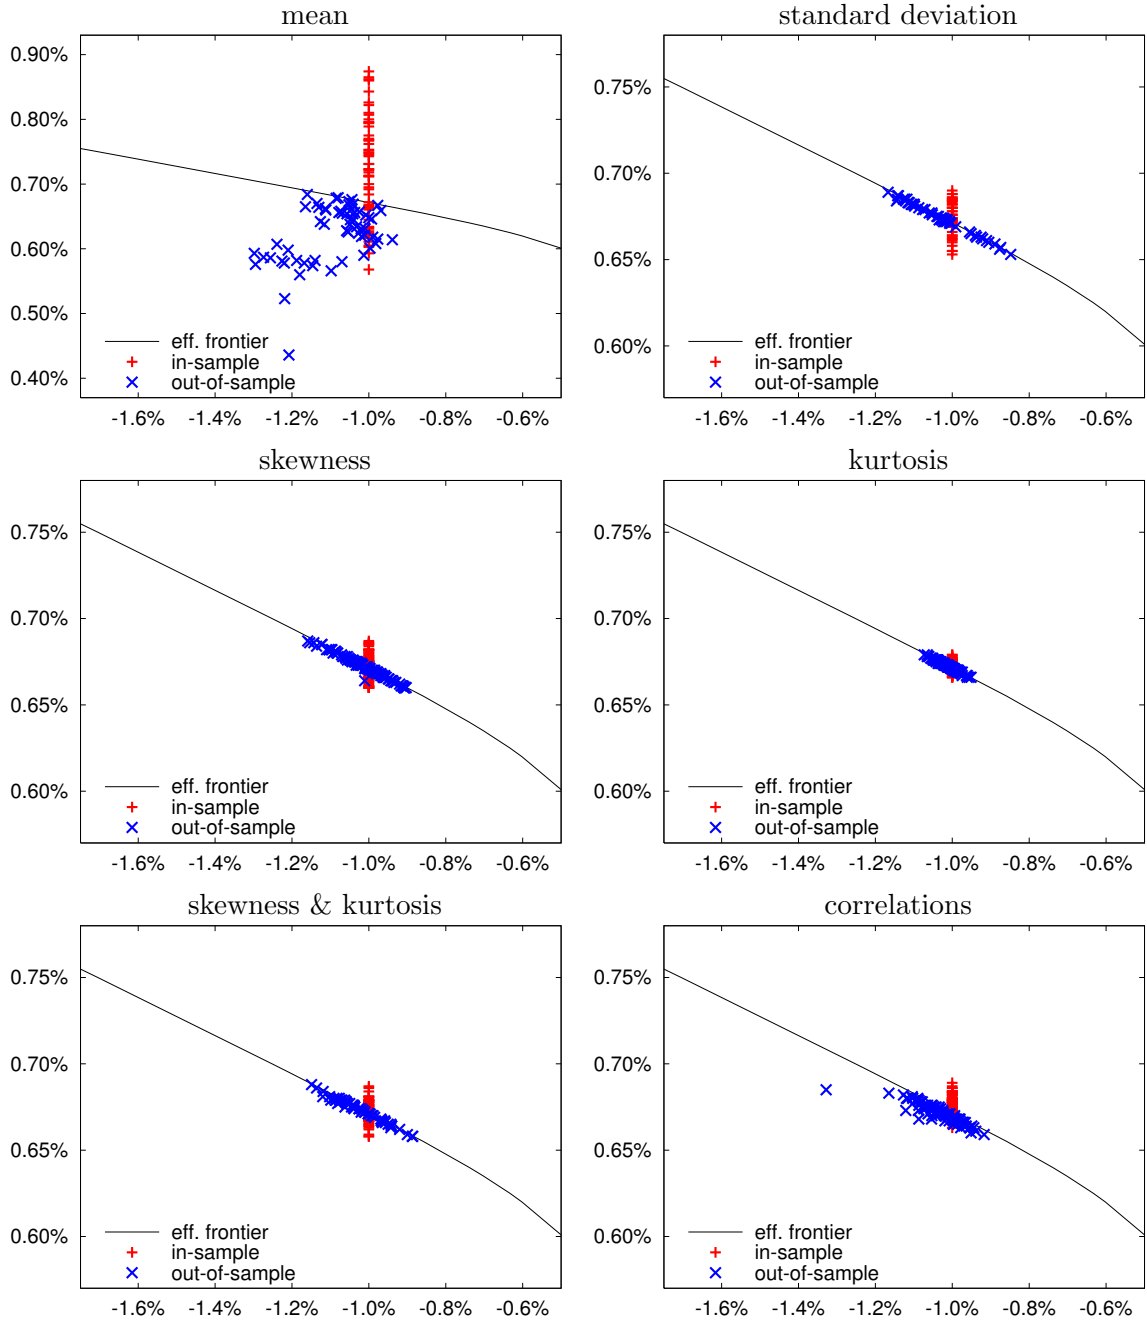 mean
0.90%
0.80%
0.70%
0.60%
0.50%
0.40%
eff. frontier
in-sample
out-of-sample
-1.6% -1.4% -1.2% -1.0% -0.8% -0.6%
standard deviation
0.75%
0.70%
0.65%
0.60%
eff. frontier
in-sample
out-of-sample
-1.6% -1.4% -1.2% -1.0% -0.8% -0.6%
skewness
0.75%
0.70%
0.65%
0.60%
eff. frontier
in-sample
out-of-sample
-1.6% -1.4% -1.2% -1.0% -0.8% -0.6%
kurtosis
0.75%
0.70%
0.65%
0.60%
eff. frontier
in-sample
out-of-sample
-1.6% -1.4% -1.2% -1.0% -0.8% -0.6%
skewness & kurtosis
0.75%
0.70%
0.65%
0.60%
eff. frontier
in-sample
out-of-sample
-1.6% -1.4% -1.2% -1.0% -0.8% -0.6%
correlations
0.75%
0.70%
0.65%
0.60%
eff. frontier
in-sample
out-of-sample
-1.6% -1.4% -1.2% -1.0% -0.8% -0.6%